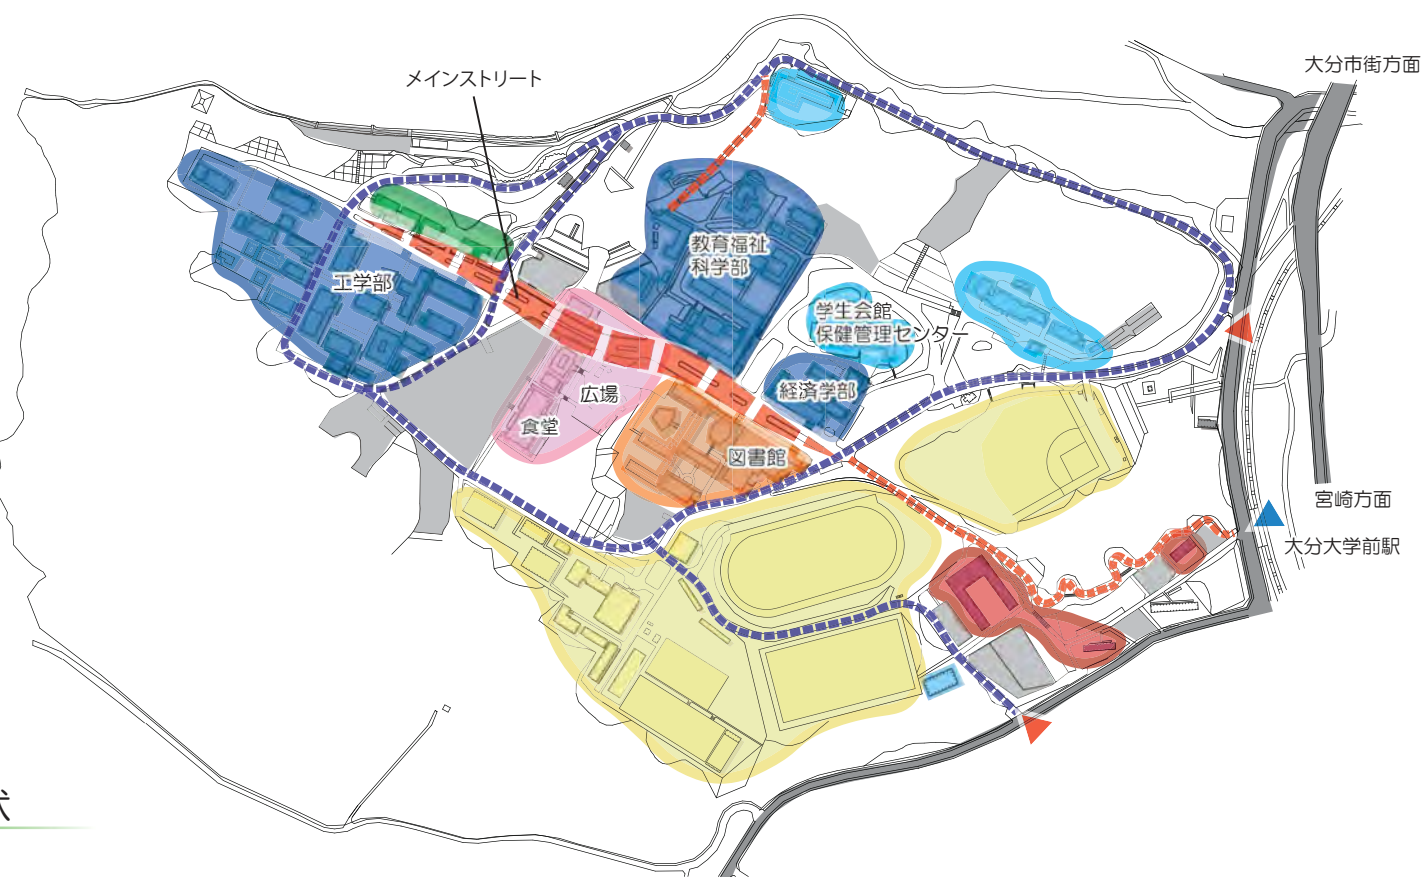 大分市街方面
メインストリート
教育福祉
科学部
工学部
学生会館
保健管理センター
経済学部
広場
食堂
図書館
宮崎方面
大分大学前駅